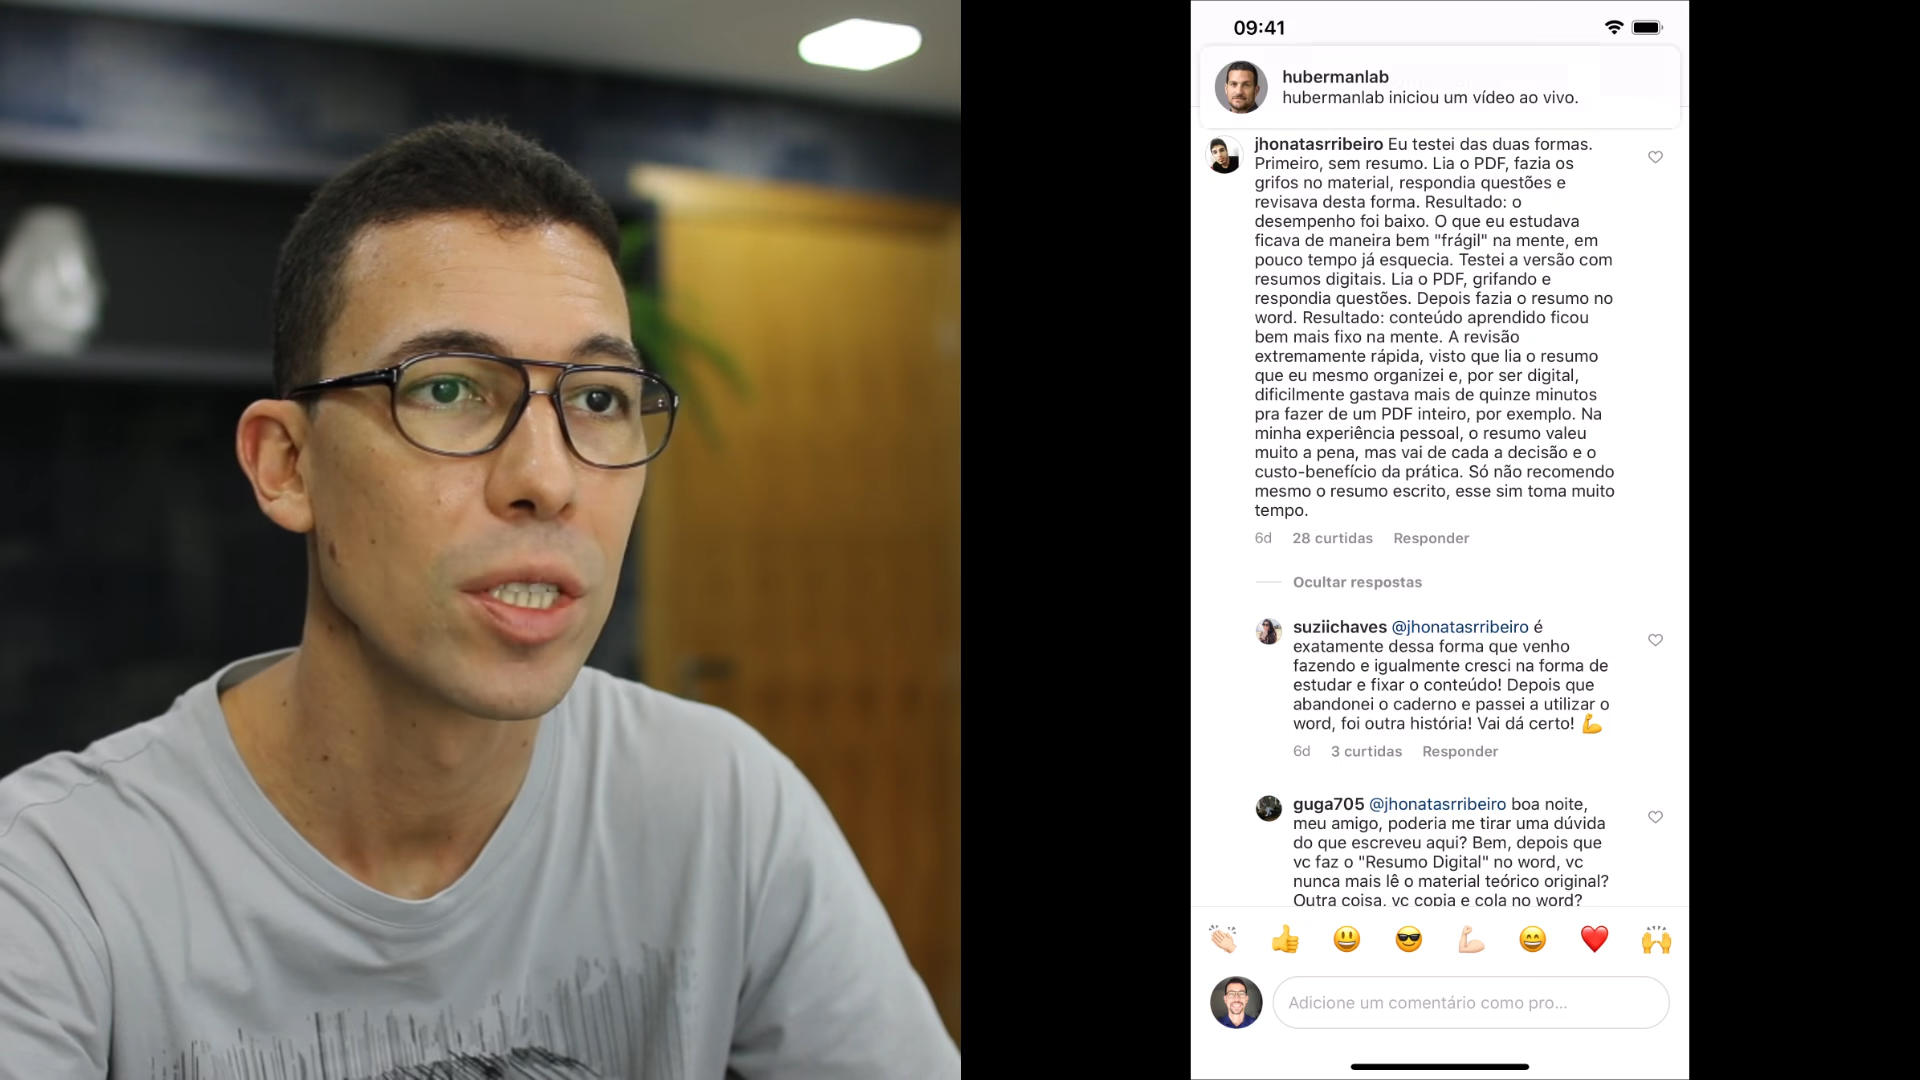 09:41
hubermanlab
hubermanlab iniciou um vídeo ao vivo.
jhonatasrribeiro Eu testei das duas formas.
Primeiro, sem resumo. Lia o PDF, fazia os
grifos no material, respondia questões e
revisava desta forma. Resultado: o
desempenho foi baixo. O que eu estudava
ficava de maneira bem "frágil" na mente, em
pouco tempo já esquecia. Testei a versão com
resumos digitais. Lia o PDF, grifando e
respondia questões. Depois fazia o resumo no
word. Resultado: conteúdo aprendido ficou
bem mais fixo na mente. A revisão
extremamente rápida, visto que lia o resumo
que eu mesmo organizei e, por ser digital,
dificilmente gastava mais de quinze minutos
pra fazer de um PDF inteiro, por exemplo. Na
minha experiência pessoal, o resumo valeu
muito a pena, mas vai de cada a decisão e o
custo-benefício da prática. Só não recomendo
mesmo o resumo escrito, esse sim toma muito
tempo.
6d 28 curtidas Responder
Ocultar respostas
suziichaves @jhonatasrribeiro é
exatamente dessa forma que venho
fazendo e igualmente cresci na forma de
estudar e fixar o conteúdo! Depois que
abandonei o caderno e passei a utilizar o
word, foi outra história! Vai dá certo! 💪
6d 3 curtidas Responder
guga705 @jhonatasrribeiro boa noite,
meu amigo, poderia me tirar uma dúvida
do que escreveu aqui? Bem, depois que
vc faz o "Resumo Digital" no word, vc
nunca mais lê o material teórico original?
Outra coisa, vc copia e cola no word?
Adicione um comentário como pro...